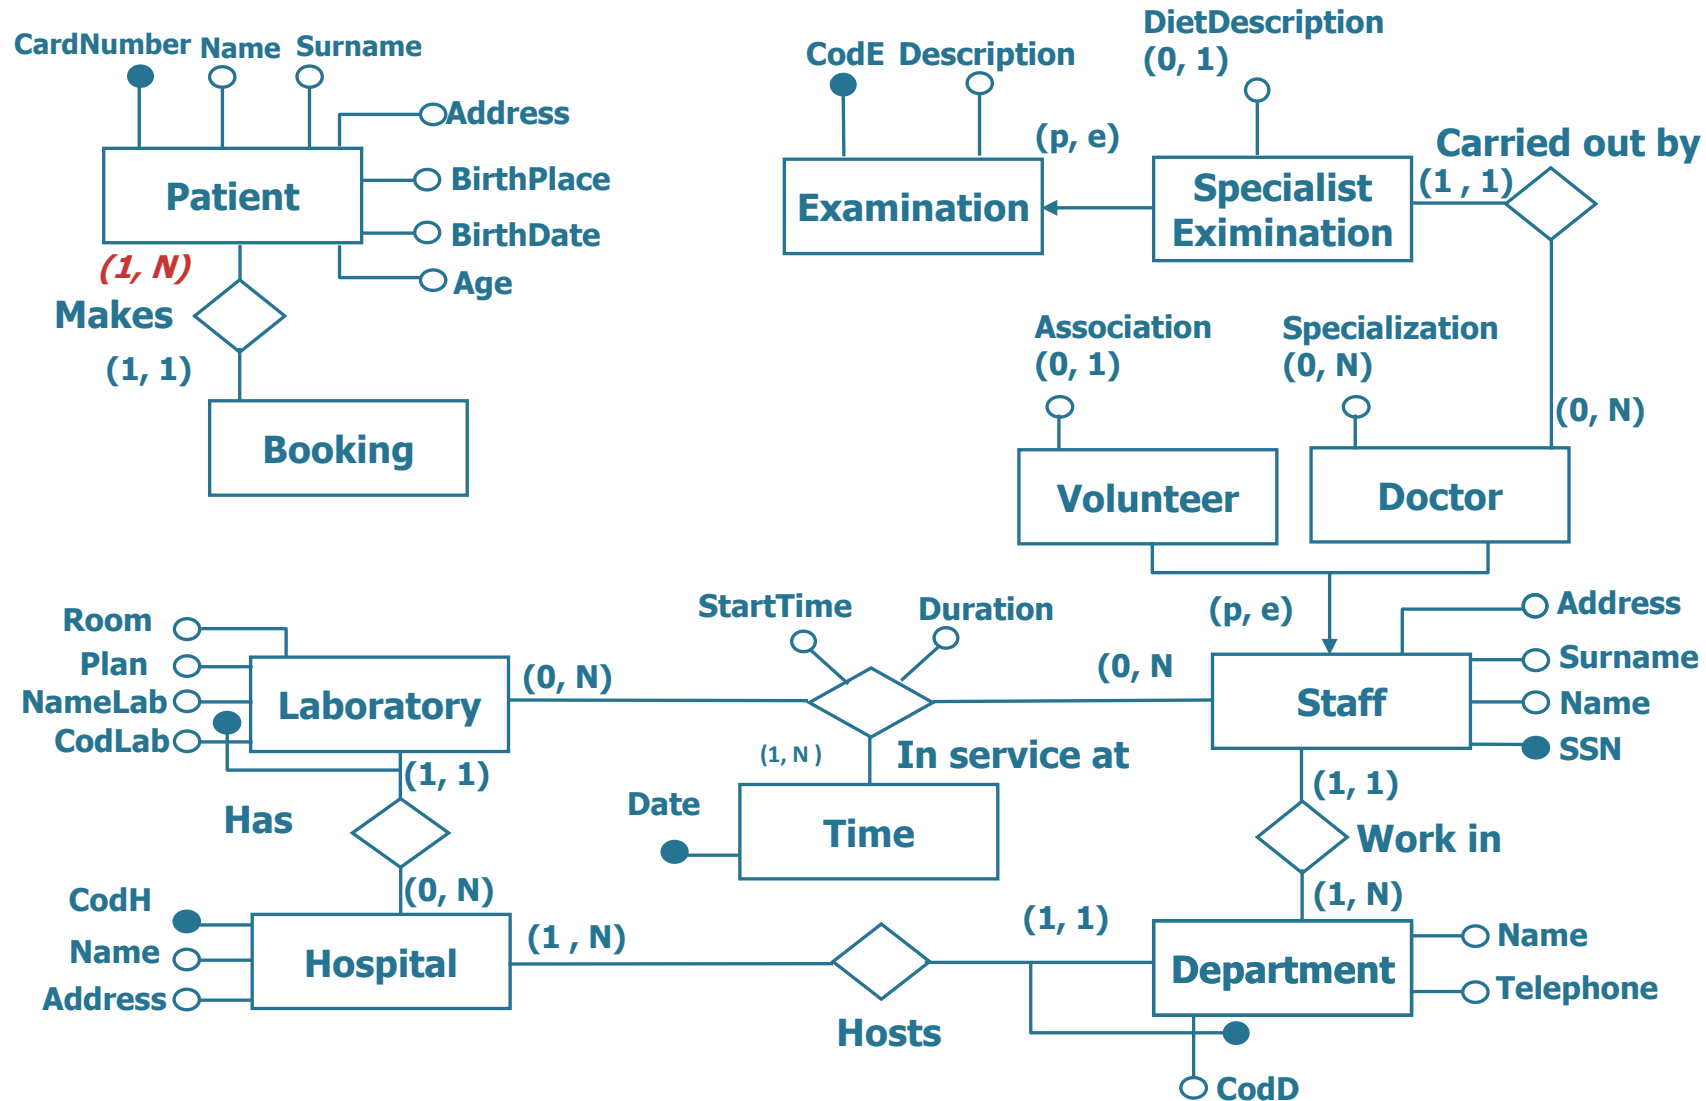 CardNumber Name Surname
Address
Patient
BirthPlace
BirthDate
Age
(1, N)
Makes
(1, 1)
Booking
CodE Description
DietDescription
(0, 1)
(p, e)
Examination
Specialist
Eximination
Carried out by
(1 , 1)
(0, N)
Association
(0, 1)
Specialization
(0, N)
Volunteer
Doctor
(p, e)
Room
Plan
NameLab
CodLab
Laboratory
(0, N)
StartTime
Duration
(0, N
In service at
(1, N )
Date
Time
Staff
Address
Surname
Name
SSN
(1, 1)
Has
(0, N)
(1, 1)
Work in
(1, N)
CodH
Name
Address
Hospital
(1 , N)
Hosts
(1, 1)
Department
Name
Telephone
CodD